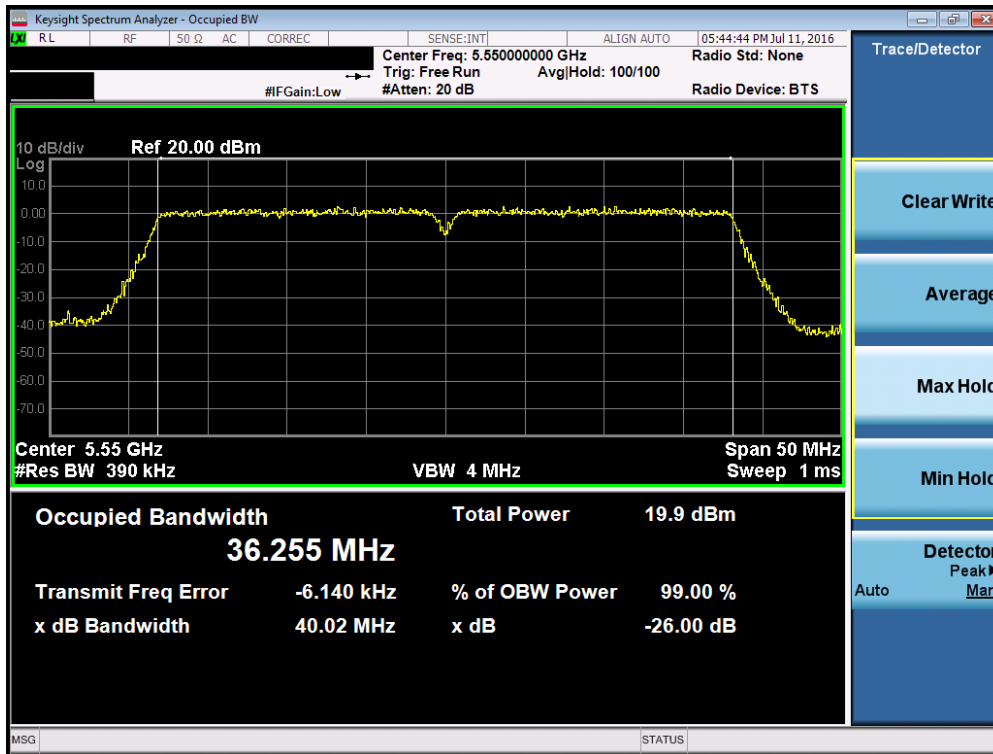 Keysight Spectrum Analyzer - Occupied BW
LXI RL RF 50 Ω AC CORREC SENSE:INT ALIGN AUTO 05:44:44 PM Jul 11, 2016
Center Freq: 5.550000000 GHz Radio Std: None
Trig: Free Run Avg|Hold: 100/100
#IFGain:Low #Atten: 20 dB Radio Device: BTS
10 dB/div Ref 20.00 dBm
Log
10.0
0.00
-10.0
-20.0
-30.0
-40.0
-50.0
-60.0
-70.0
Center 5.55 GHz Span 50 MHz
#Res BW 390 kHz VBW 4 MHz Sweep 1 ms
Occupied Bandwidth Total Power 19.9 dBm
36.255 MHz
Transmit Freq Error -6.140 kHz % of OBW Power 99.00 %
x dB Bandwidth 40.02 MHz x dB -26.00 dB
MSG STATUS
Trace/Detector
Clear Write
Average
Max Hold
Min Hold
Detector
Peak
Auto Man